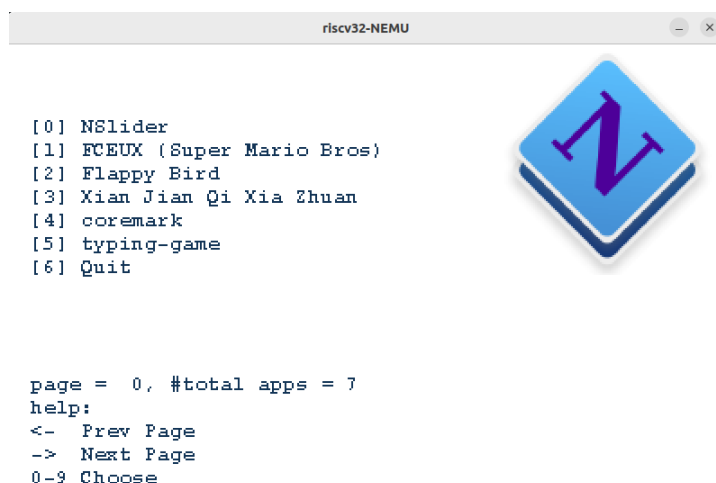 riscv32-NEMU
[0] NSlider
[1] FCEUX (Super Mario Bros)
[2] Flappy Bird
[3] Xian Jian Qi Xia Zhuan
[4] coremark
[5] typing-game
[6] Quit
N
page =  0, #total apps = 7
help:
<-  Prev Page
->  Next Page
0-9 Choose